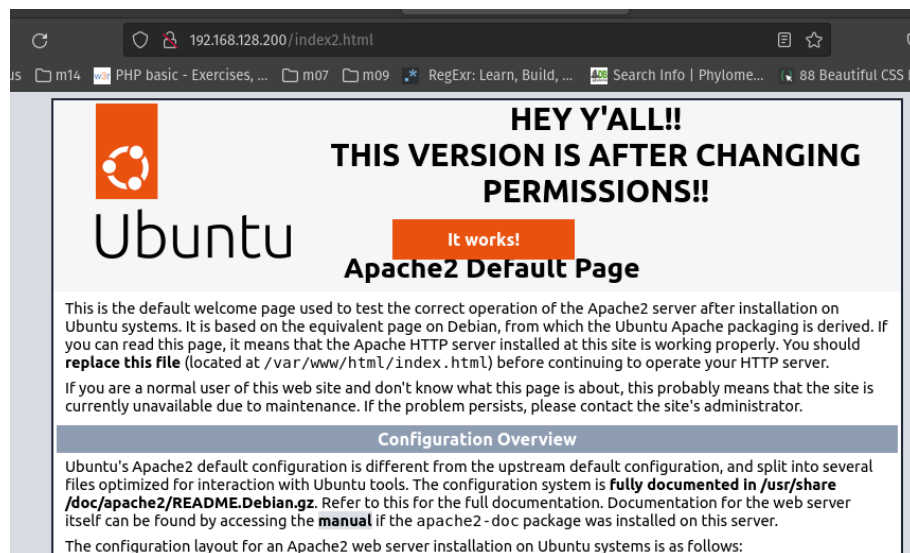 192.168.128.200/index2.html
us m14 w3r PHP basic - Exercises, ... m07 m09 .* RegExr: Learn, Build, ... Search Info | Phylome... 88 Beautiful CSS
HEY Y'ALL!!
THIS VERSION IS AFTER CHANGING
PERMISSIONS!!
Ubuntu
It works!
Apache2 Default Page
This is the default welcome page used to test the correct operation of the Apache2 server after installation on
Ubuntu systems. It is based on the equivalent page on Debian, from which the Ubuntu Apache packaging is derived. If
you can read this page, it means that the Apache HTTP server installed at this site is working properly. You should
replace this file (located at /var/www/html/index.html) before continuing to operate your HTTP server.
If you are a normal user of this web site and don't know what this page is about, this probably means that the site is
currently unavailable due to maintenance. If the problem persists, please contact the site's administrator.
Configuration Overview
Ubuntu's Apache2 default configuration is different from the upstream default configuration, and split into several
files optimized for interaction with Ubuntu tools. The configuration system is fully documented in /usr/share
/doc/apache2/README.Debian.gz. Refer to this for the full documentation. Documentation for the web server
itself can be found by accessing the manual if the apache2-doc package was installed on this server.
The configuration layout for an Apache2 web server installation on Ubuntu systems is as follows: